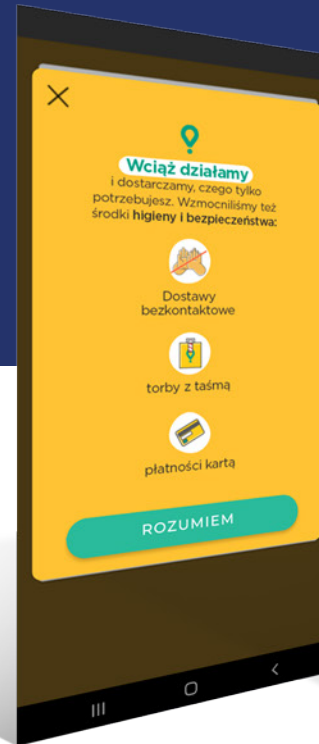 Wciąż działamy
i dostarczamy, czego tylko
potrzebujesz. Wzmocniliśmy też
środki higieny i bezpieczeństwa:
Dostawy
bezkontaktowe
torby z taśmą
płatności kartą
ROZUMIEM